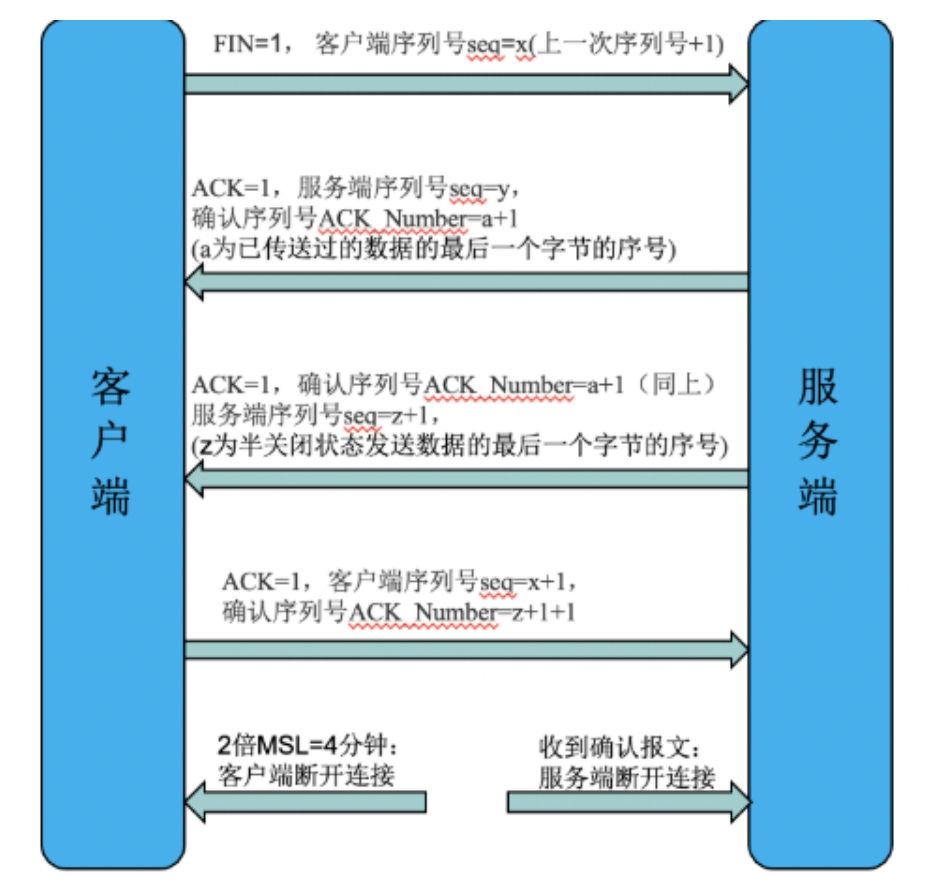 FIN=1， 客户端序列号seq=x(上一次序列号+1)
ACK=1，服务端序列号seq=y，
确认序列号ACK_Number=a+1
(a为已传送过的数据的最后一个字节的序号)
客户端
服务端
ACK=1，确认序列号ACK_Number=a+1（同上）
服务端序列号seq=z+1，
(z为半关闭状态发送数据的最后一个字节的序号)
ACK=1，客户端序列号seq=x+1，
确认序列号ACK_Number=z+1+1
2倍MSL=4分钟：
客户端断开连接
收到确认报文：
服务端断开连接